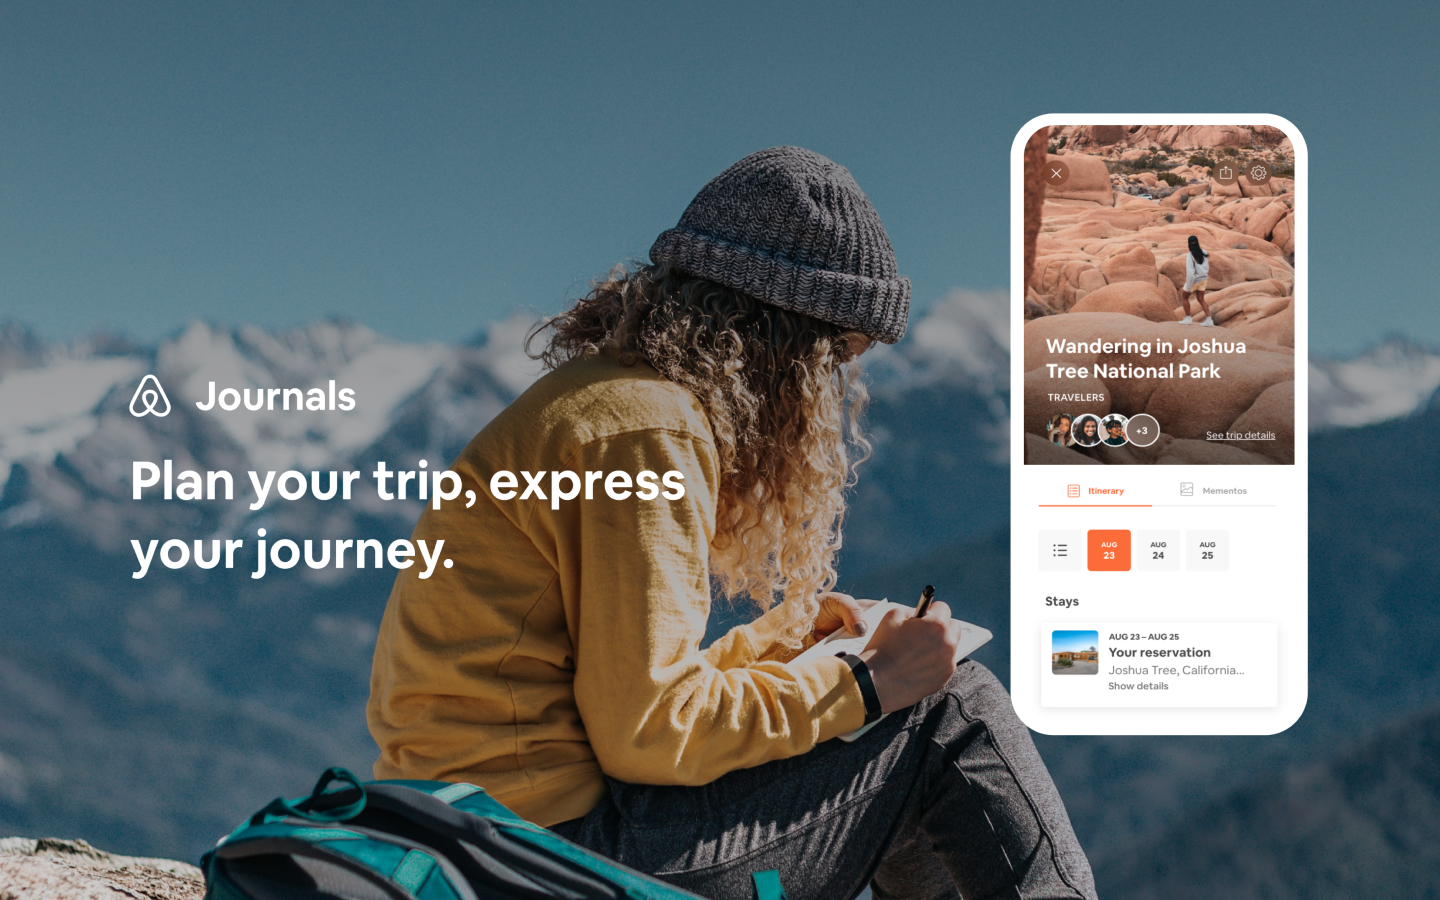 Journals
Plan your trip, express
your journey.
Wandering in Joshua
Tree National Park
TRAVELERS
+3
See trip details
Itinerary
Mementos
AUG
23
AUG
24
AUG
25
Stays
AUG 23 – AUG 25
Your reservation
Joshua Tree, California...
Show details